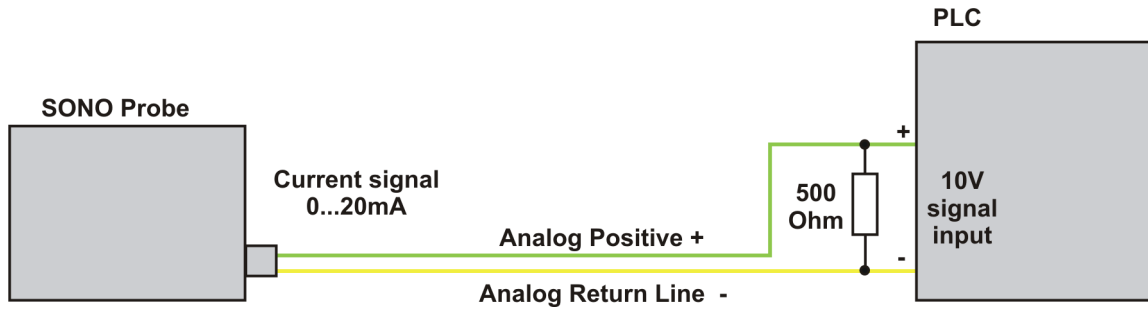 PLC
SONO Probe
+
Current signal
0...20mA
500
Ohm
10V
signal
input
Analog Positive +
-
Analog Return Line -